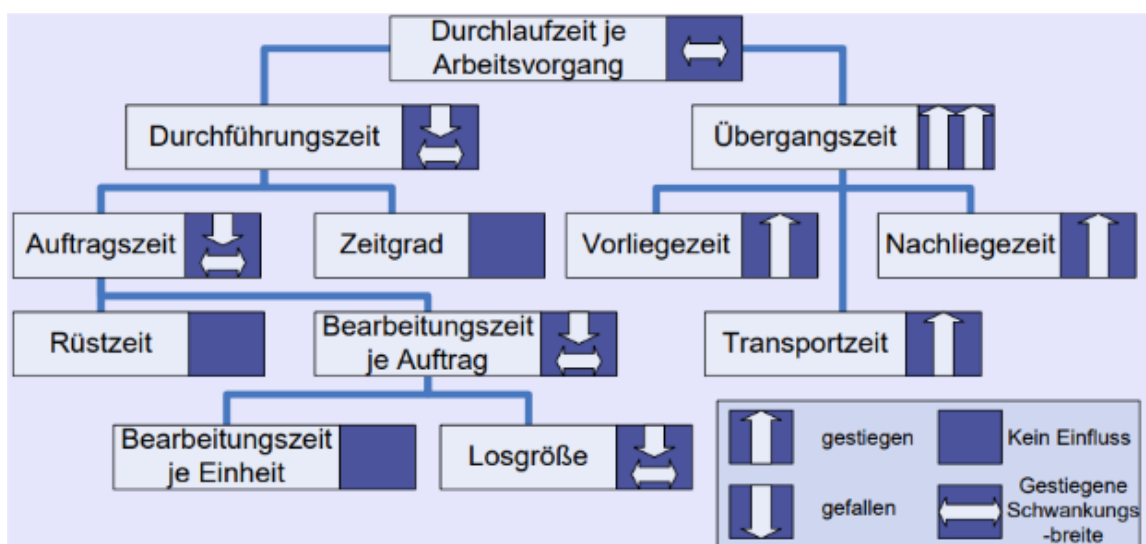 Durchlaufzeit je
Arbeitsvorgang
Durchführungszeit
Übergangszeit
Auftragszeit
Zeitgrad
Vorliegezeit
Nachliegezeit
Rüstzeit
Bearbeitungszeit
je Auftrag
Transportzeit
Bearbeitungszeit
je Einheit
Losgröße
gestiegen
Kein Einfluss
gefallen
Gestiegene
Schwankungs
-breite